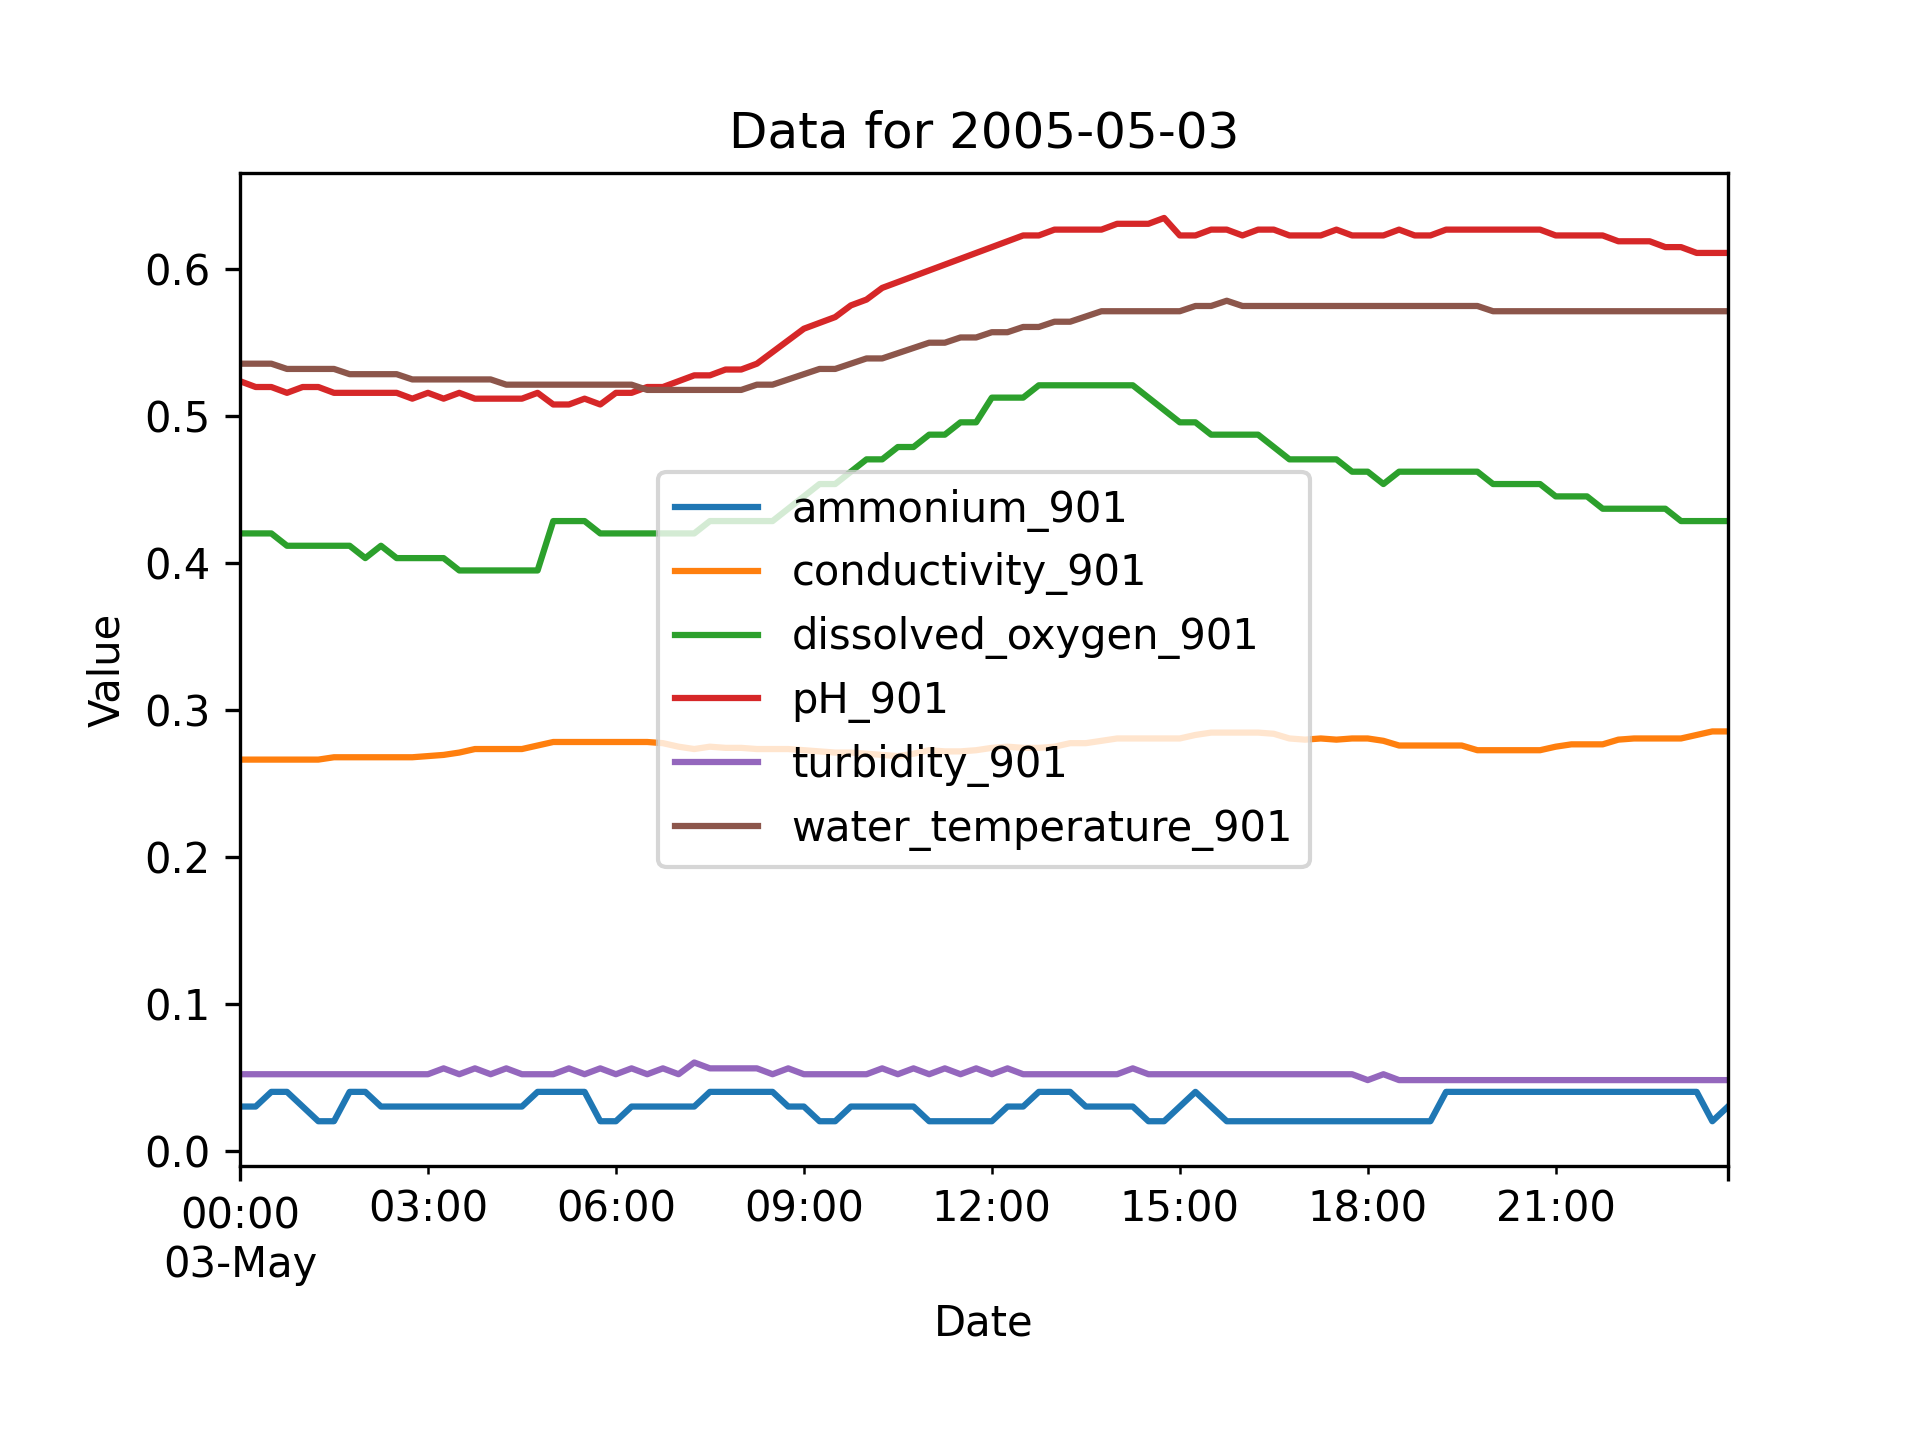 Data for 2005-05-03
Value
0.6
0.5
0.4
0.3
0.2
0.1
0.0
ammonium_901
conductivity_901
dissolved_oxygen_901
pH_901
turbidity_901
water_temperature_901
00:00 03:00 06:00 09:00 12:00 15:00 18:00 21:00
03-May
Date